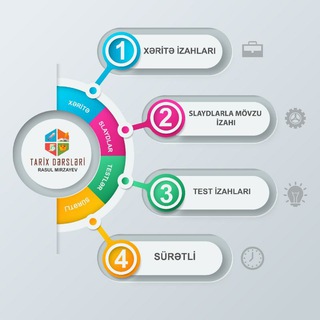 1
XƏRİTƏ İZAHLARI
XƏRİTƏ
2
SLAYDLARLA MÖVZU
İZAHI
SLAYDLAR
TARİX DƏRSLƏRİ
RASUL MIRZAYEV
TESTLƏR
3
TEST İZAHLARI
SÜRƏTLİ
4
SÜRƏTLİ